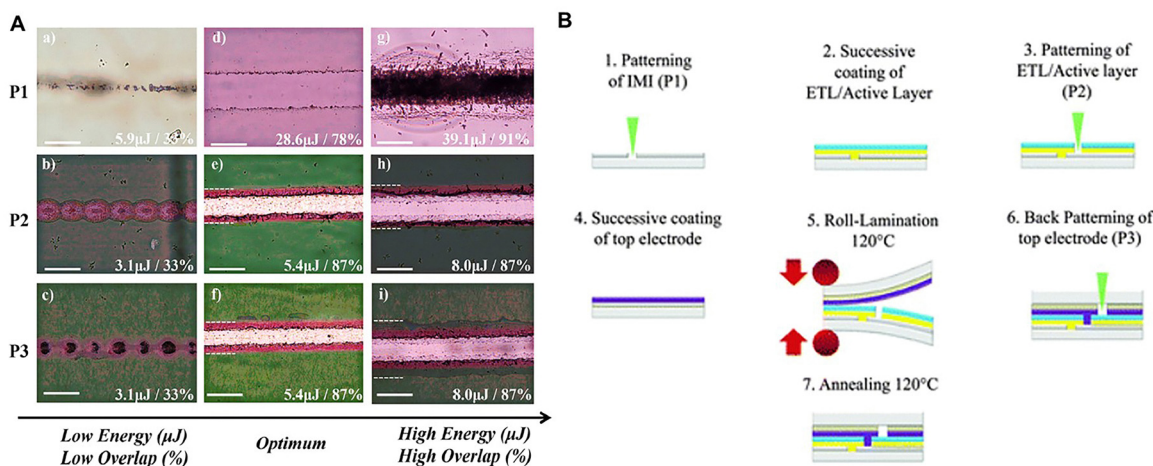 A
B
a)
d)
g)
P1
5.9µJ / 33%
28.6µJ / 78%
39.1µJ / 91%
b)
e)
h)
P2
3.1µJ / 33%
5.4µJ / 87%
8.0µJ / 87%
c)
f)
i)
P3
3.1µJ / 33%
5.4µJ / 87%
8.0µJ / 87%
Low Energy (µJ)
Low Overlap (%)
Optimum
High Energy (µJ)
High Overlap (%)
1. Patterning
of IMI (P1)
2. Successive
coating of
ETL/Active Layer
3. Patterning of
ETL/Active layer
(P2)
4. Successive coating
of top electrode
5. Roll-Lamination
120°C
6. Back Patterning of
top electrode (P3)
7. Annealing 120°C